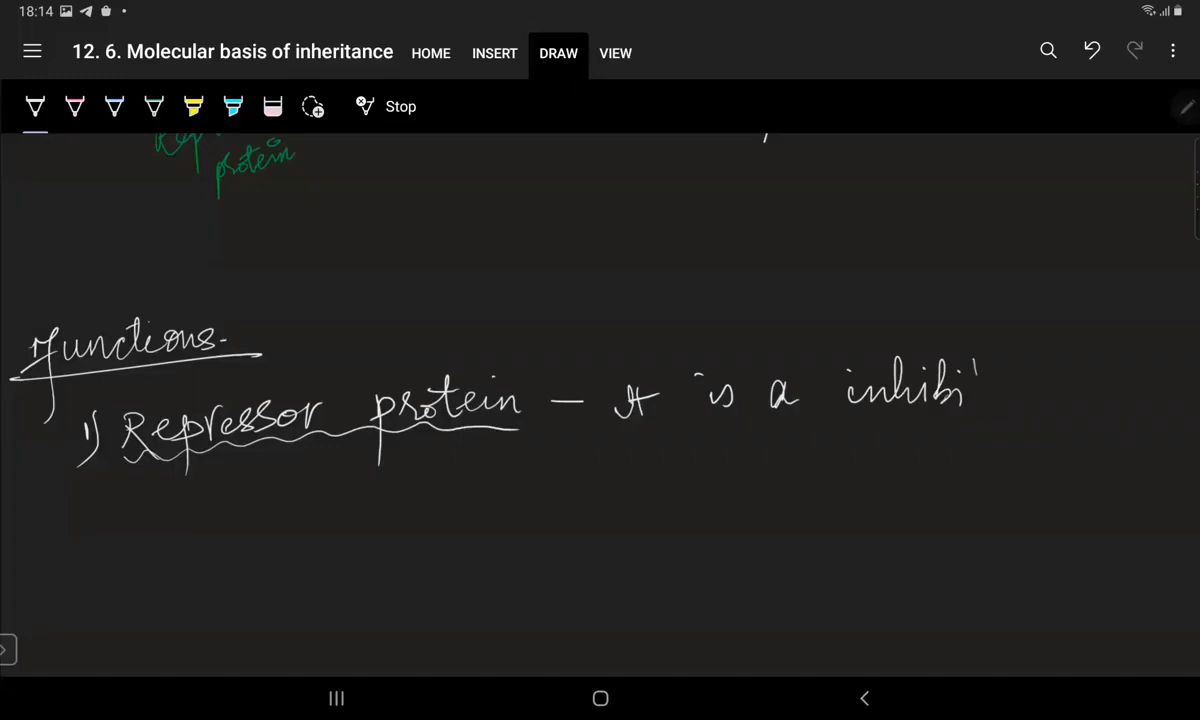 18:14
12. 6. Molecular basis of inheritance HOME INSERT DRAW VIEW
Stop
protein
Functions.
1) Repressor protein — It is a inhibi